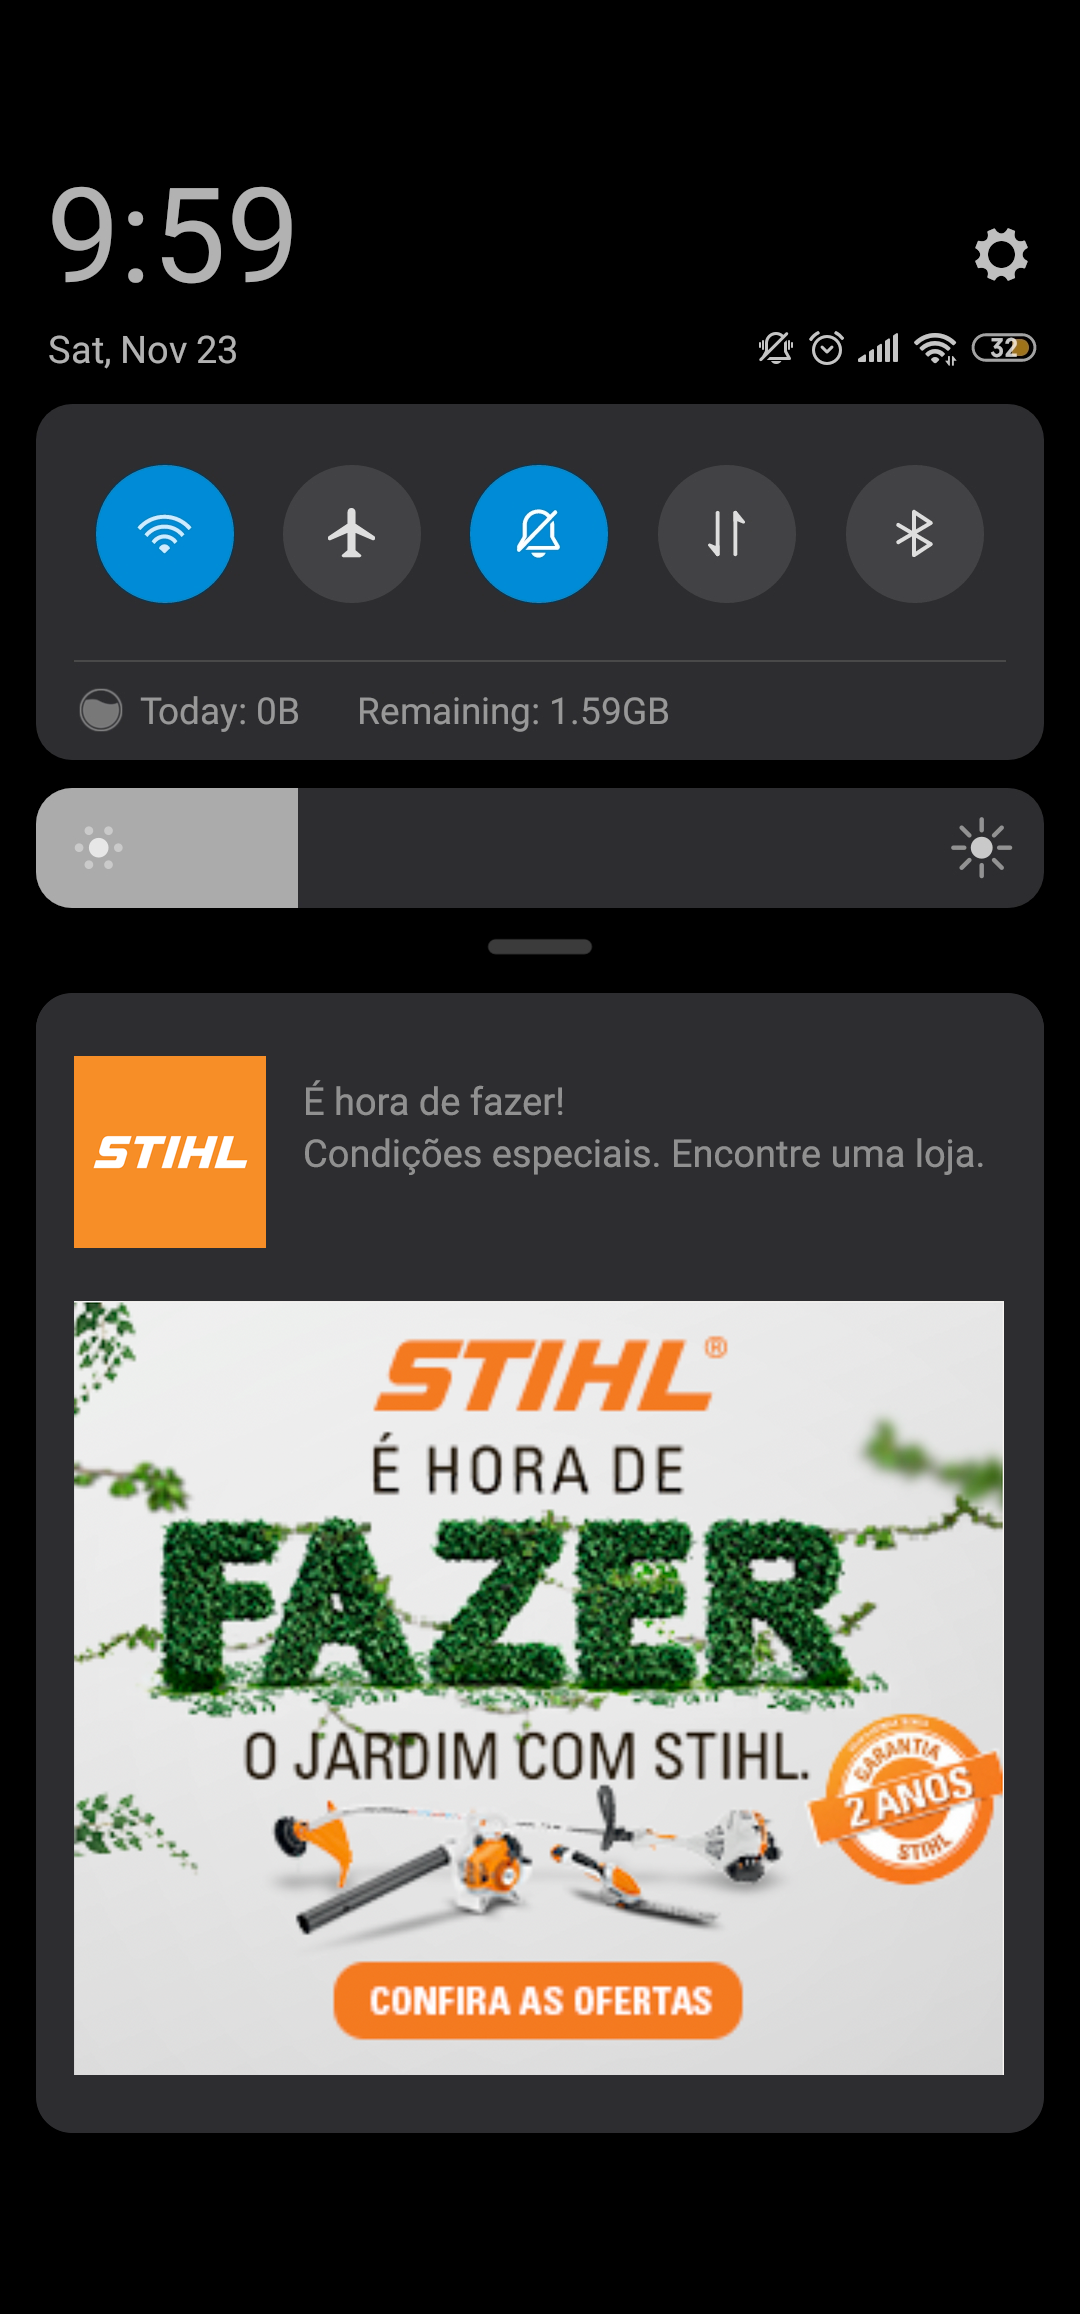 9:59
Sat, Nov 23
32
Today: 0B Remaining: 1.59GB
STIHL
É hora de fazer!
Condições especiais. Encontre uma loja.
STIHL®
É HORA DE
FAZER
O JARDIM COM STIHL.
GARANTIA
2 ANOS
STIHL
CONFIRA AS OFERTAS